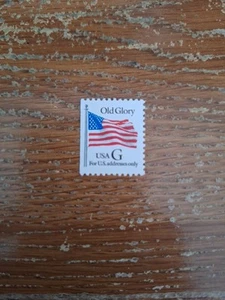 Old Glory
USA G
For U.S. addresses only